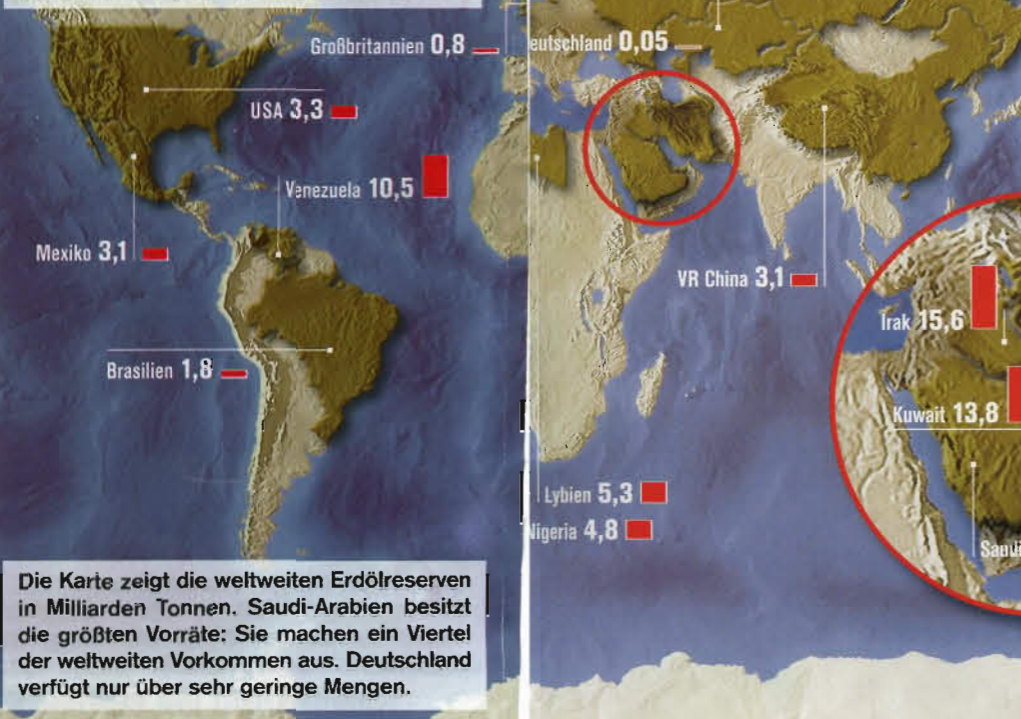 Großbritannien 0,8
eutschland 0,05
USA 3,3
Venezuela 10,5
Mexiko 3,1
VR China 3,1
Irak 15,6
Brasilien 1,8
Kuwait 13,8
Lybien 5,3
Nigeria 4,8
Saudi
Die Karte zeigt die weltweiten Erdölreserven
in Milliarden Tonnen. Saudi-Arabien besitzt
die größten Vorräte: Sie machen ein Viertel
der weltweiten Vorkommen aus. Deutschland
verfügt nur über sehr geringe Mengen.